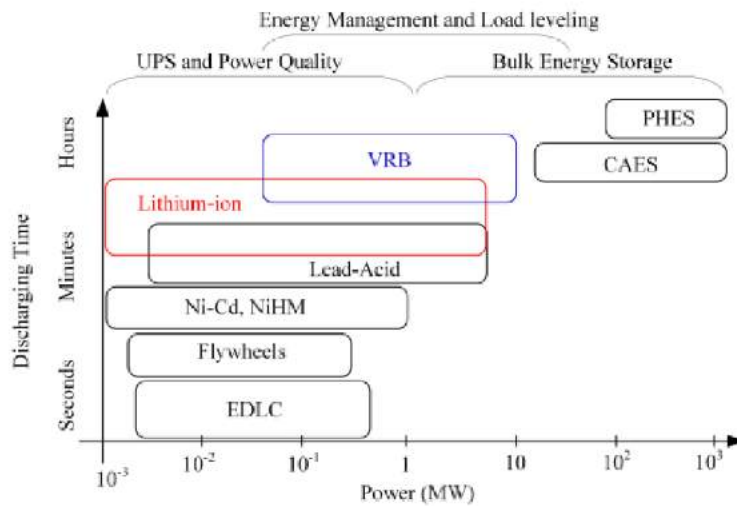 Energy Management and Load leveling
UPS and Power Quality
Bulk Energy Storage
Discharging Time
Hours
Minutes
Seconds
PHES
VRB
CAES
Lithium-ion
Lead-Acid
Ni-Cd, NiHM
Flywheels
EDLC
10⁻³
10⁻²
10⁻¹
1
10
10²
10³
Power (MW)